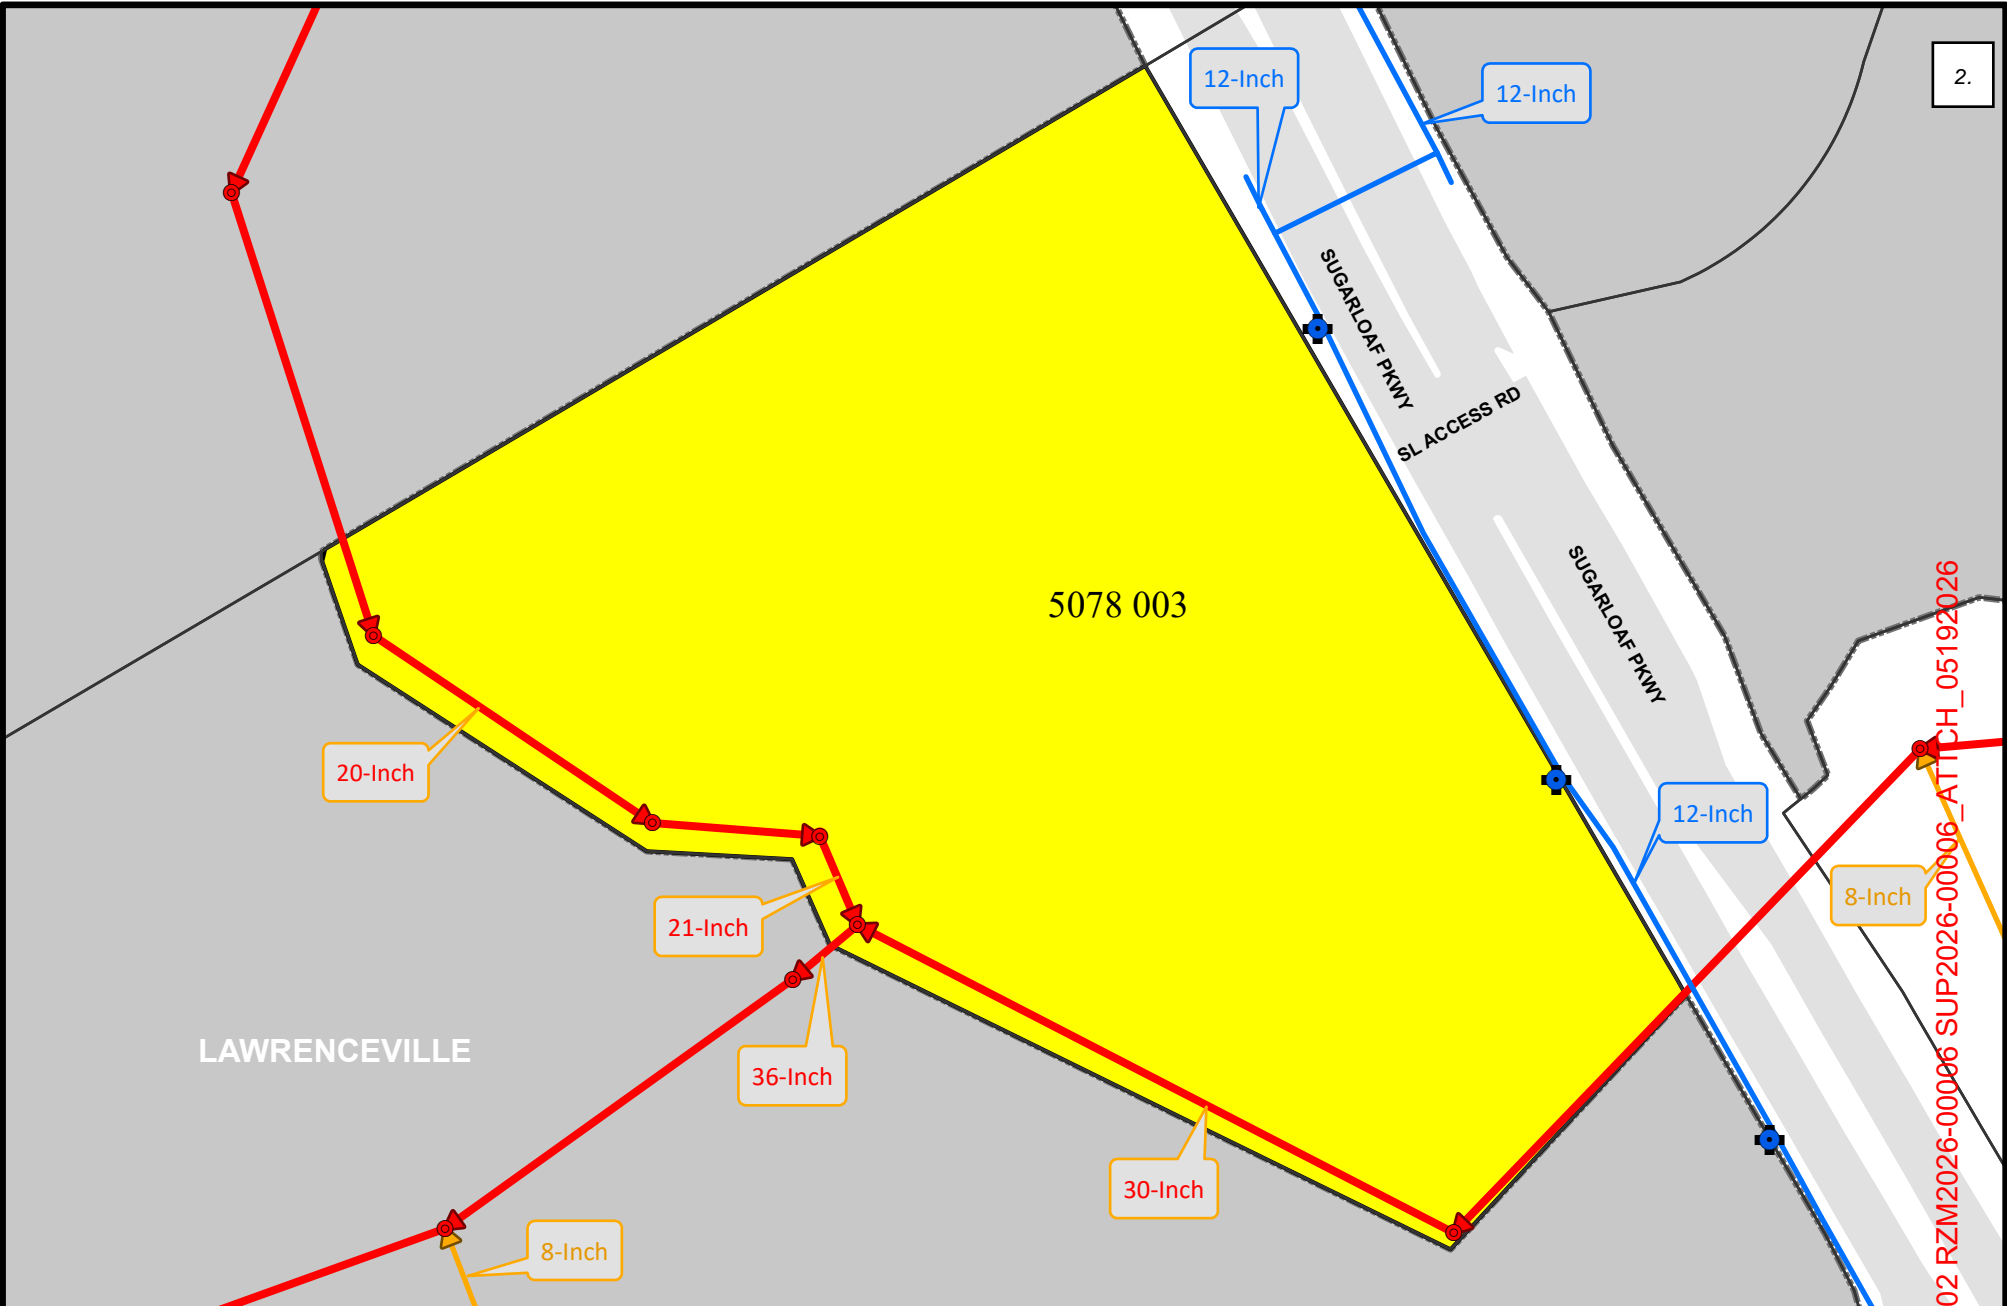 12-Inch
12-Inch
2.
SUGARLOAF PKWY
SL ACCESS RD
5078 003
SUGARLOAF PKWY
20-Inch
12-Inch
8-Inch
21-Inch
LAWRENCEVILLE
36-Inch
30-Inch
8-Inch
02 RZM2026-00006 SUP2026-00006_ATTCH_05192026